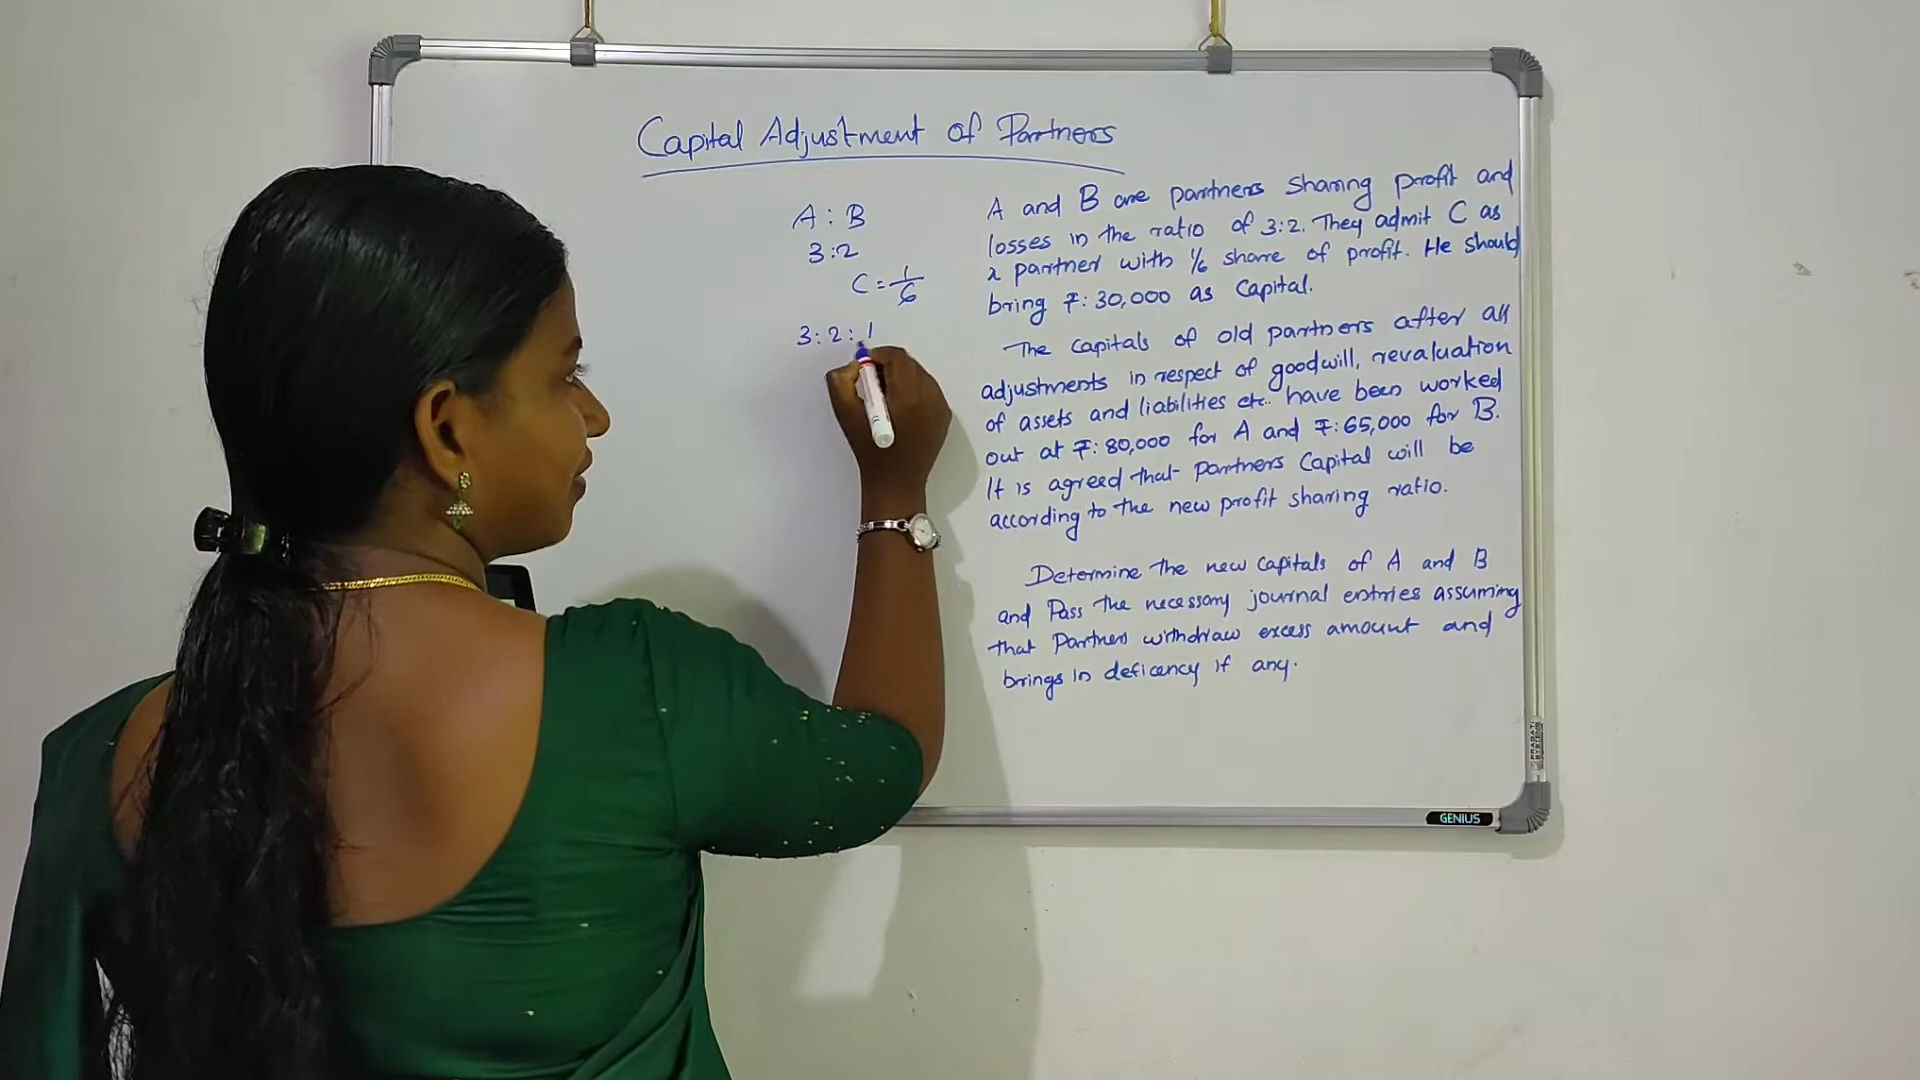 Capital Adjustment of Partners
A : B
3:2
C = 1/6
3:2:1
A and B are partners sharing profit and
losses in the ratio of 3:2. They admit C as
a partner with 1/6 share of profit. He should
bring ₹: 30,000 as Capital.
The capitals of old partners after all
adjustments in respect of goodwill, revaluation
of assets and liabilities etc.. have been worked
out at ₹: 80,000 for A and ₹: 65,000 for B.
It is agreed that partners Capital will be
according to the new profit sharing ratio.
Determine the new capitals of A and B
and Pass the necessary journal entries assuming
that Partners withdraw excess amount and
brings in deficency if any.
PRAGATI SYSTEMS
GENIUS